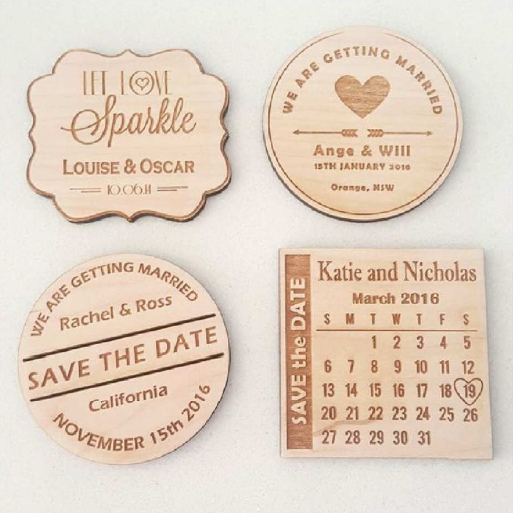 LET LOVE
Sparkle
LOUISE & OSCAR
10.06.11
WE ARE GETTING MARRIED
Ange & Will
15TH JANUARY 2016
Orange, NSW
WE ARE GETTING MARRIED
Rachel & Ross
SAVE THE DATE
California
NOVEMBER 15th 2016
SAVE the DATE
Katie and Nicholas
March 2016
S M T W T F S
1 2 3 4 5
6 7 8 9 10 11 12
13 14 15 16 17 18 19
20 21 22 23 24 25 26
27 28 29 30 31